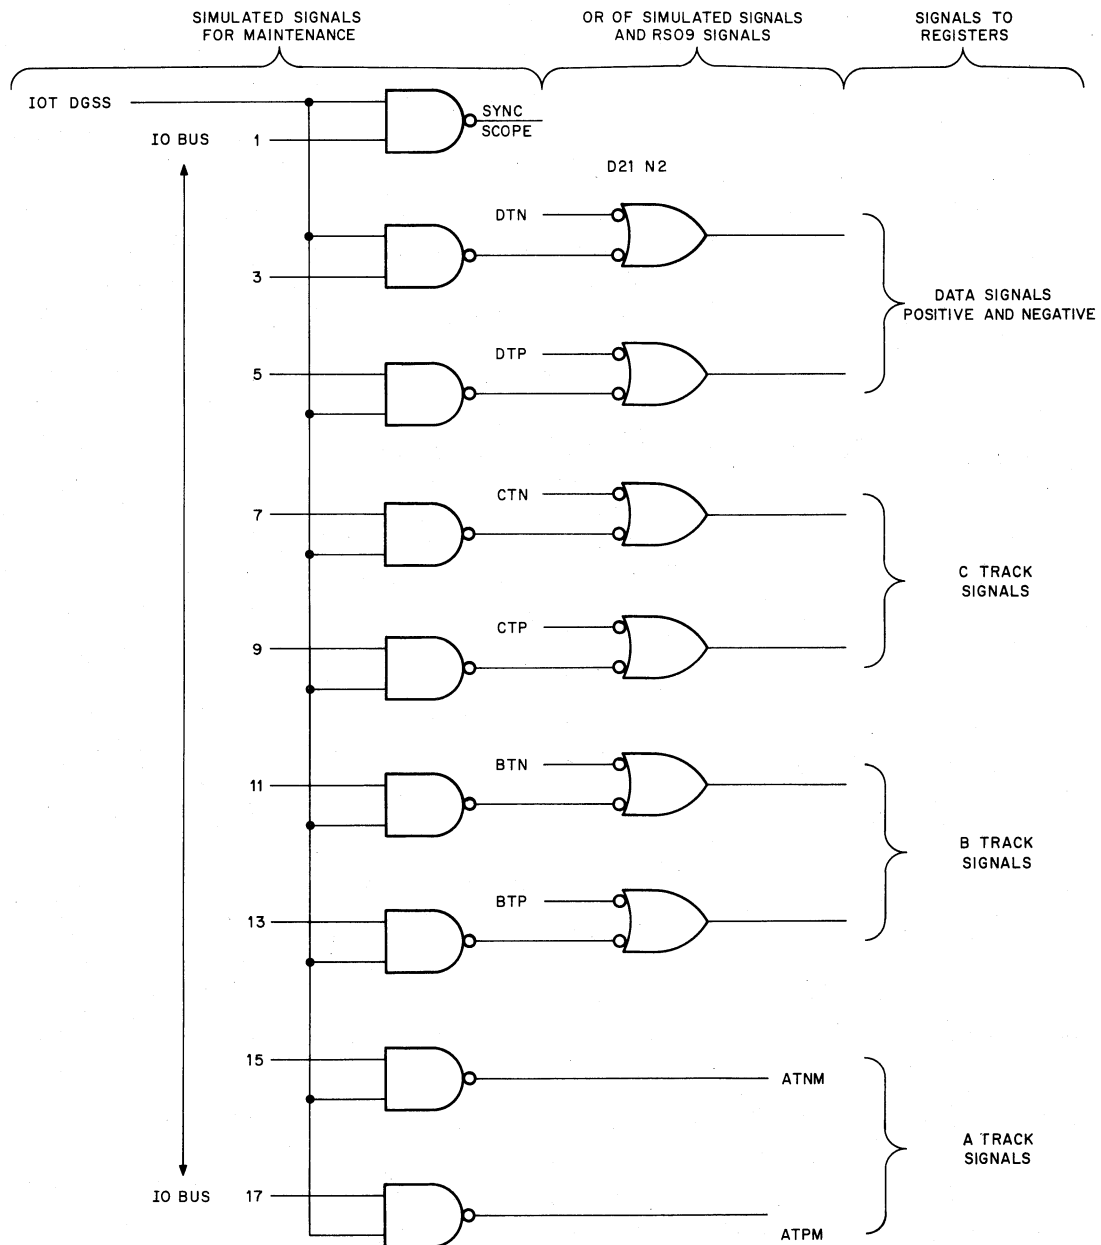 SIMULATED SIGNALS
FOR MAINTENANCE
OR OF SIMULATED SIGNALS
AND RS09 SIGNALS
SIGNALS TO
REGISTERS
IOT DGSS
IO BUS
1
SYNC
SCOPE
D21 N2
DTN
3
DATA SIGNALS
POSITIVE AND NEGATIVE
DTP
5
CTN
7
C TRACK
SIGNALS
CTP
9
BTN
11
B TRACK
SIGNALS
BTP
13
15
ATNM
A TRACK
SIGNALS
IO BUS
17
ATPM